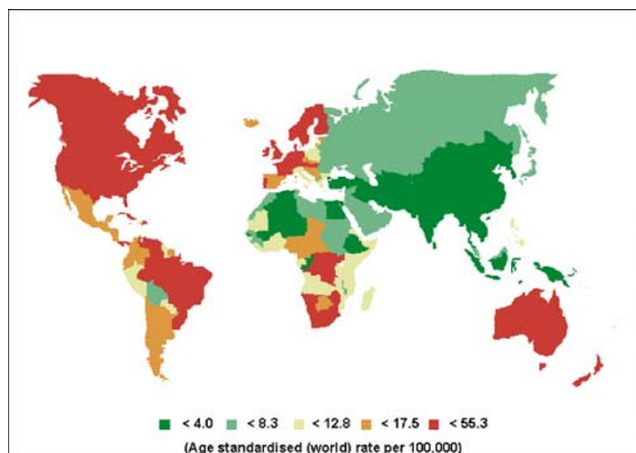 < 4.0 < 8.3 < 12.8 < 17.5 < 55.3
(Age standardised (world) rate per 100.000)